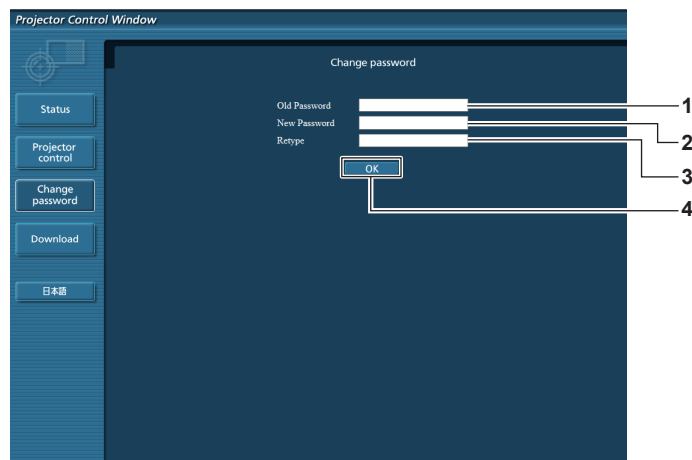 Projector Control Window
Change password
Old Password
1
New Password
2
Retype
3
OK
4
Status
Projector
control
Change
password
Download
日本語